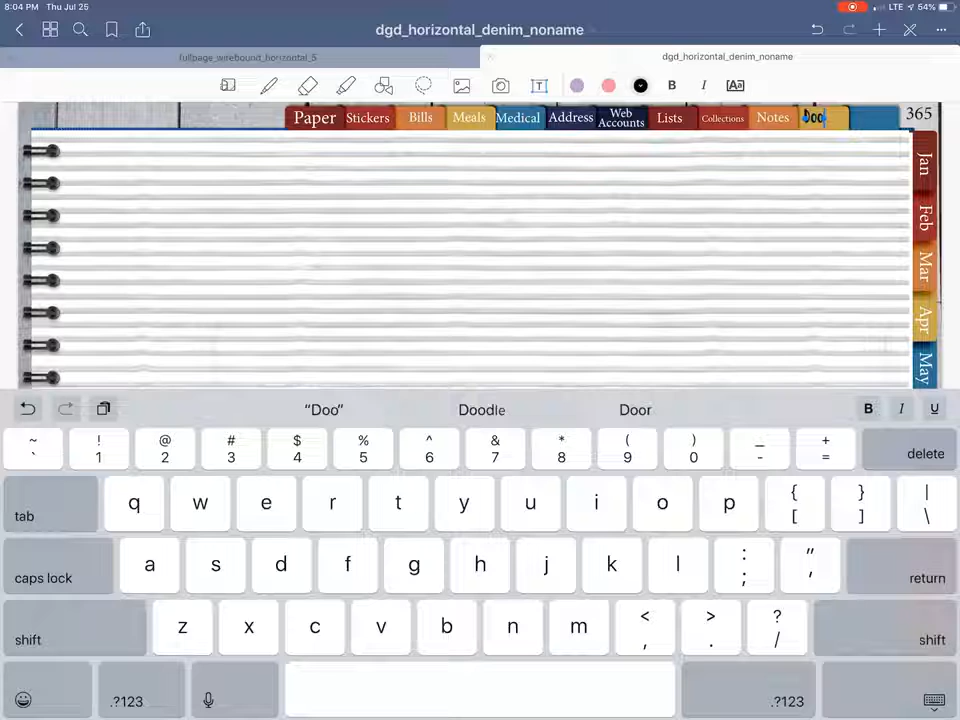 8:04 PM Thu Jul 25
LTE 54%
dgd_horizontal_denim_noname
fullpage_wirebound_horizontal_5
dgd_horizontal_denim_noname
T B I Aa
Paper Stickers Bills Meals Medical Address Web Accounts Lists Collections Notes Doo 365
Jan
Feb
Mar
Apr
May
“Doo” Doodle Door B I U
~ ! @ # $ % ^ & * ( ) _ +
` 1 2 3 4 5 6 7 8 9 0 - = delete
tab q w e r t y u i o p { [ } ] | \
caps lock a s d f g h j k l : ; " ' return
shift z x c v b n m < , > . ? / shift
.?123 .?123